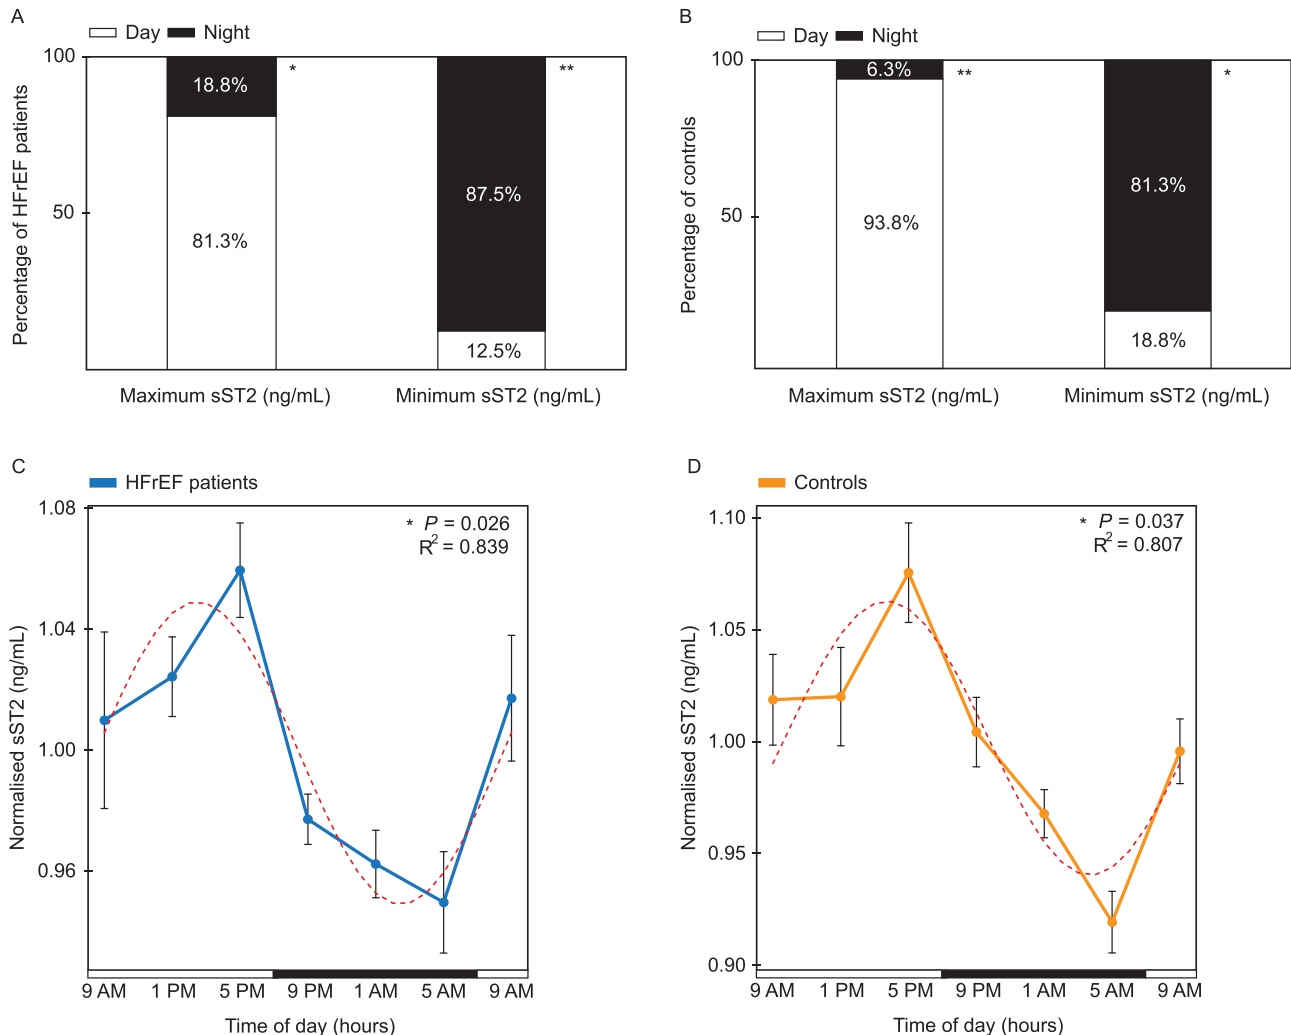 A
Day Night
Percentage of HFrEF patients
100
50
18.8%
81.3%
*
87.5%
12.5%
**
Maximum sST2 (ng/mL) Minimum sST2 (ng/mL)
B
Day Night
Percentage of controls
100
50
6.3%
93.8%
**
81.3%
18.8%
*
Maximum sST2 (ng/mL) Minimum sST2 (ng/mL)
C
HFrEF patients
Normalised sST2 (ng/mL)
1.08
1.04
1.00
0.96
* P = 0.026
R² = 0.839
9 AM 1 PM 5 PM 9 PM 1 AM 5 AM 9 AM
Time of day (hours)
D
Controls
Normalised sST2 (ng/mL)
1.10
1.05
1.00
0.95
0.90
* P = 0.037
R² = 0.807
9 AM 1 PM 5 PM 9 PM 1 AM 5 AM 9 AM
Time of day (hours)